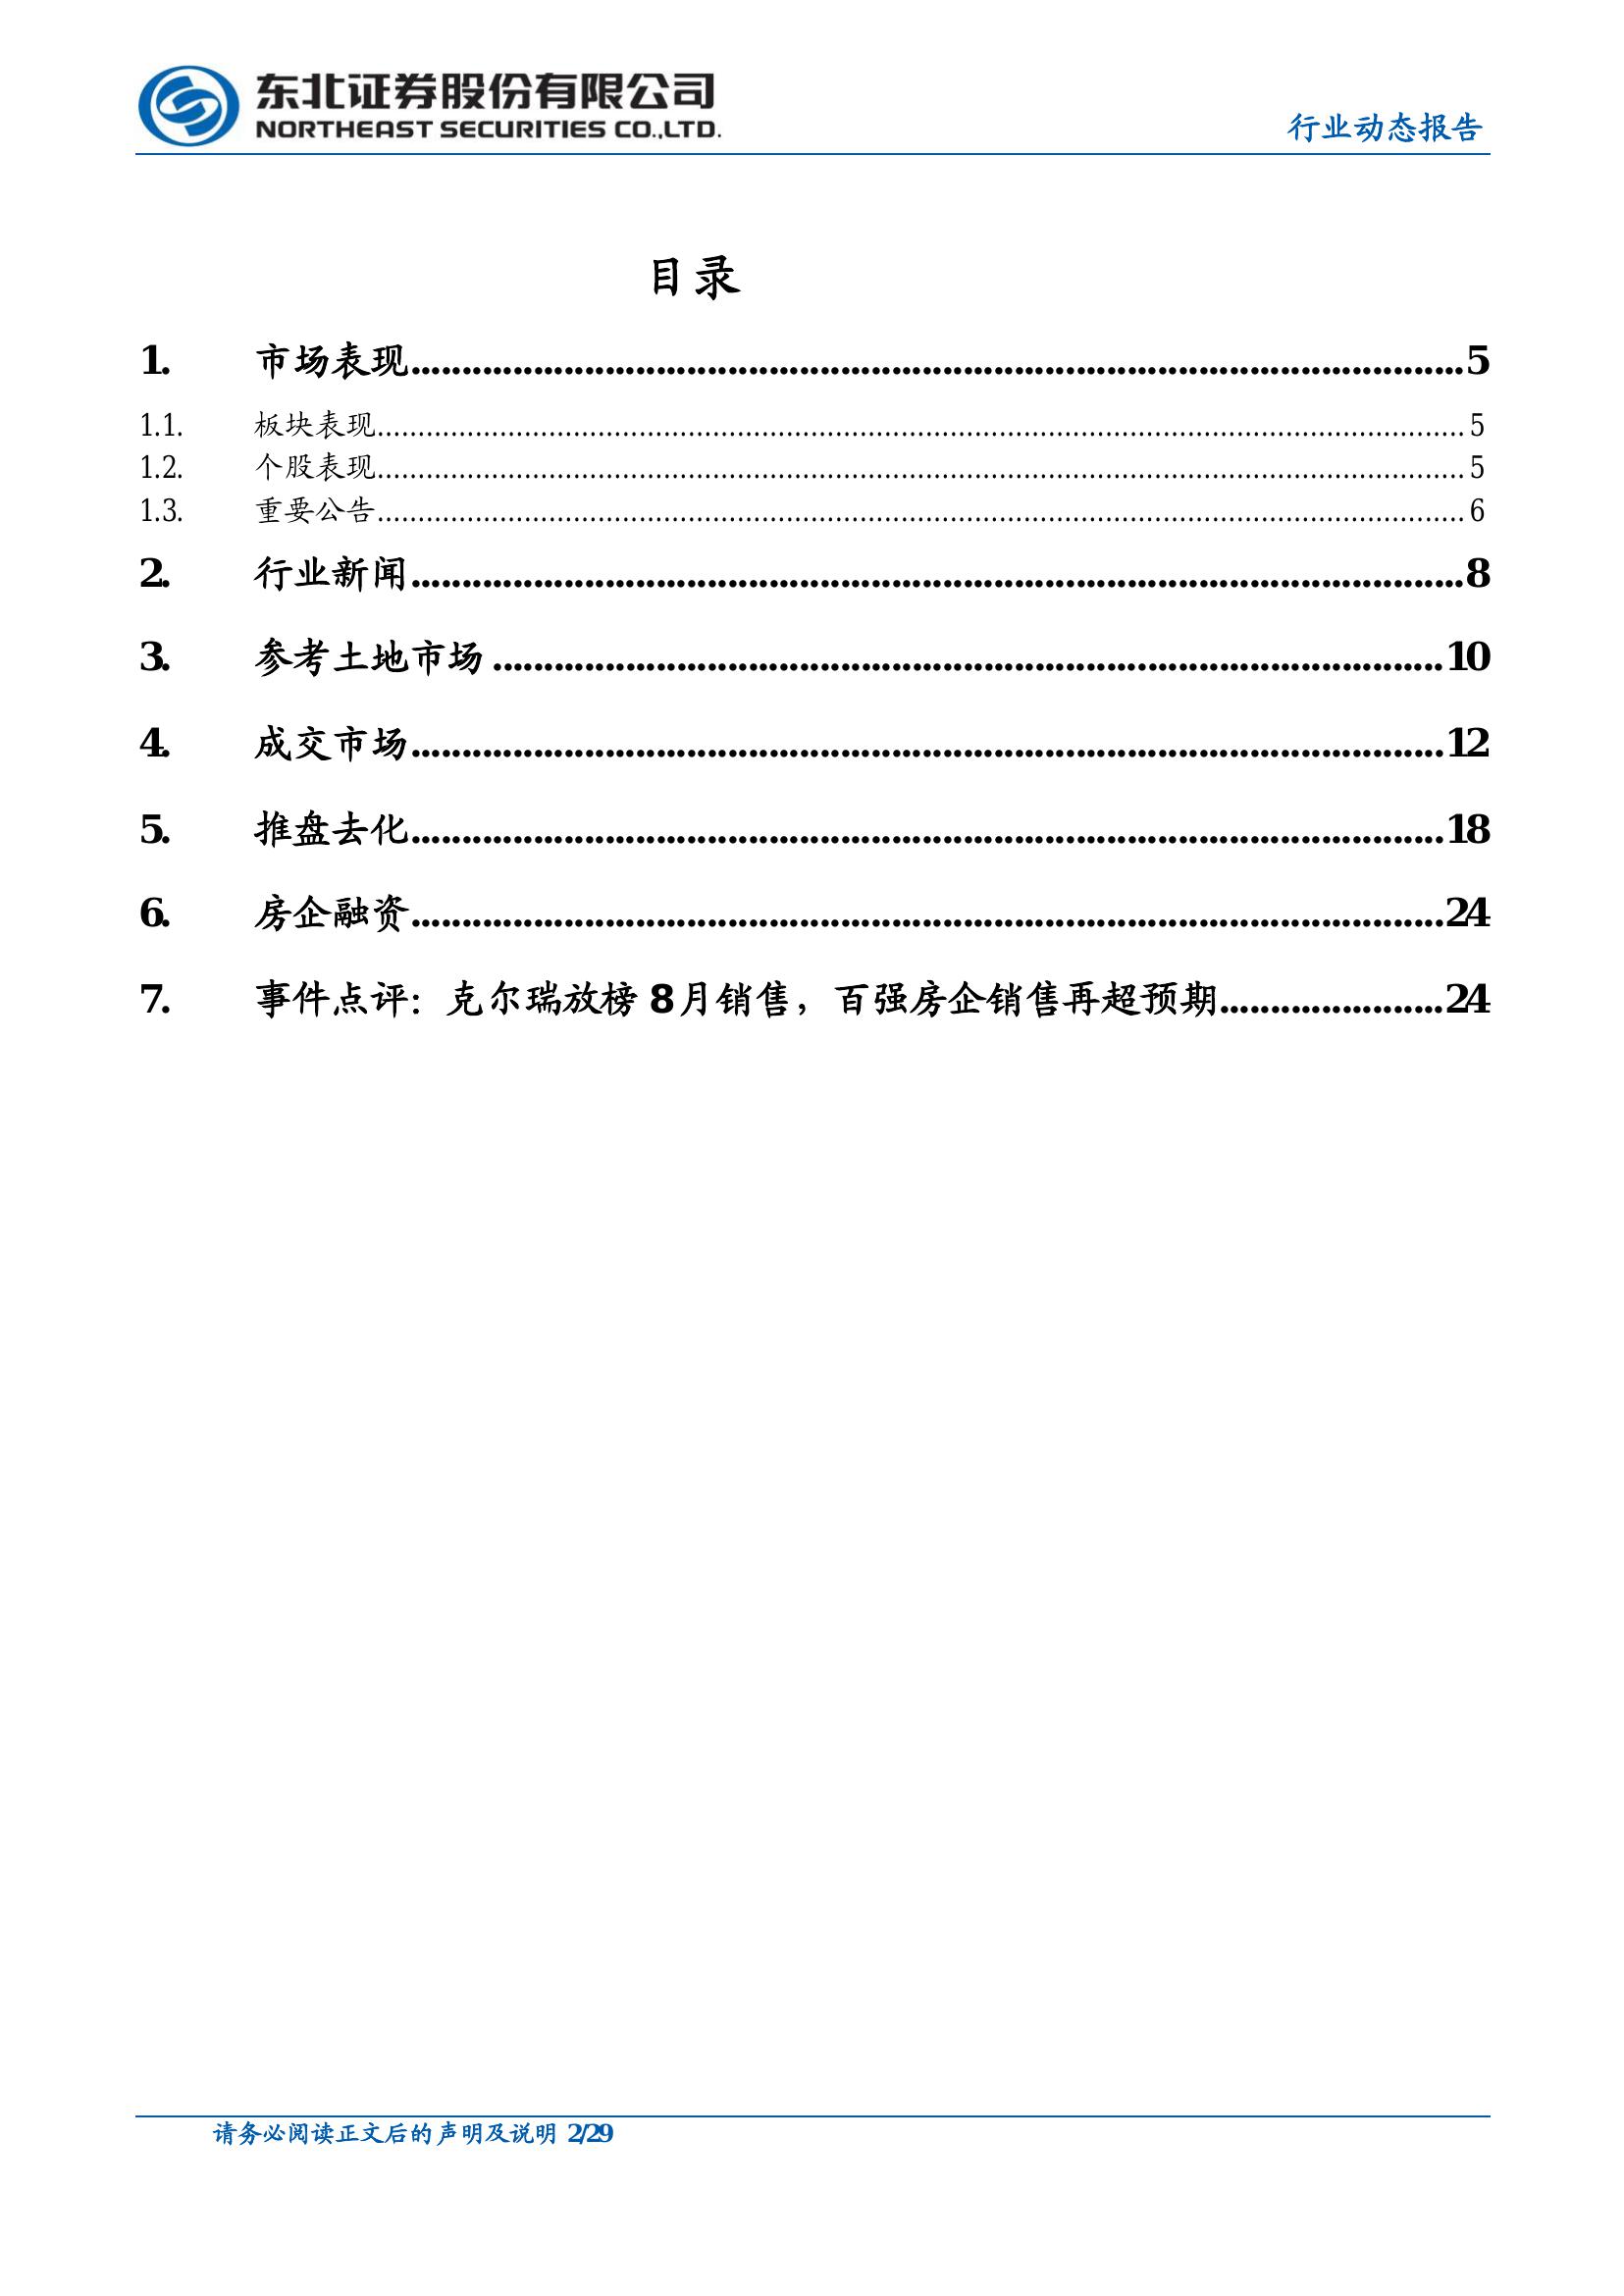 东北证券股份有限公司
NORTHEAST SECURITIES CO.,LTD.
行业动态报告
目录
1. 市场表现........................................................................................................5
1.1. 板块表现........................................................................................................5
1.2. 个股表现........................................................................................................5
1.3. 重要公告........................................................................................................6
2. 行业新闻........................................................................................................8
3. 参考土地市场 ................................................................................................10
4. 成交市场......................................................................................................12
5. 推盘去化......................................................................................................18
6. 房企融资......................................................................................................24
7. 事件点评：克尔瑞放榜 8月销售，百强房企销售再超预期......................24
请务必阅读正文后的声明及说明 2/29